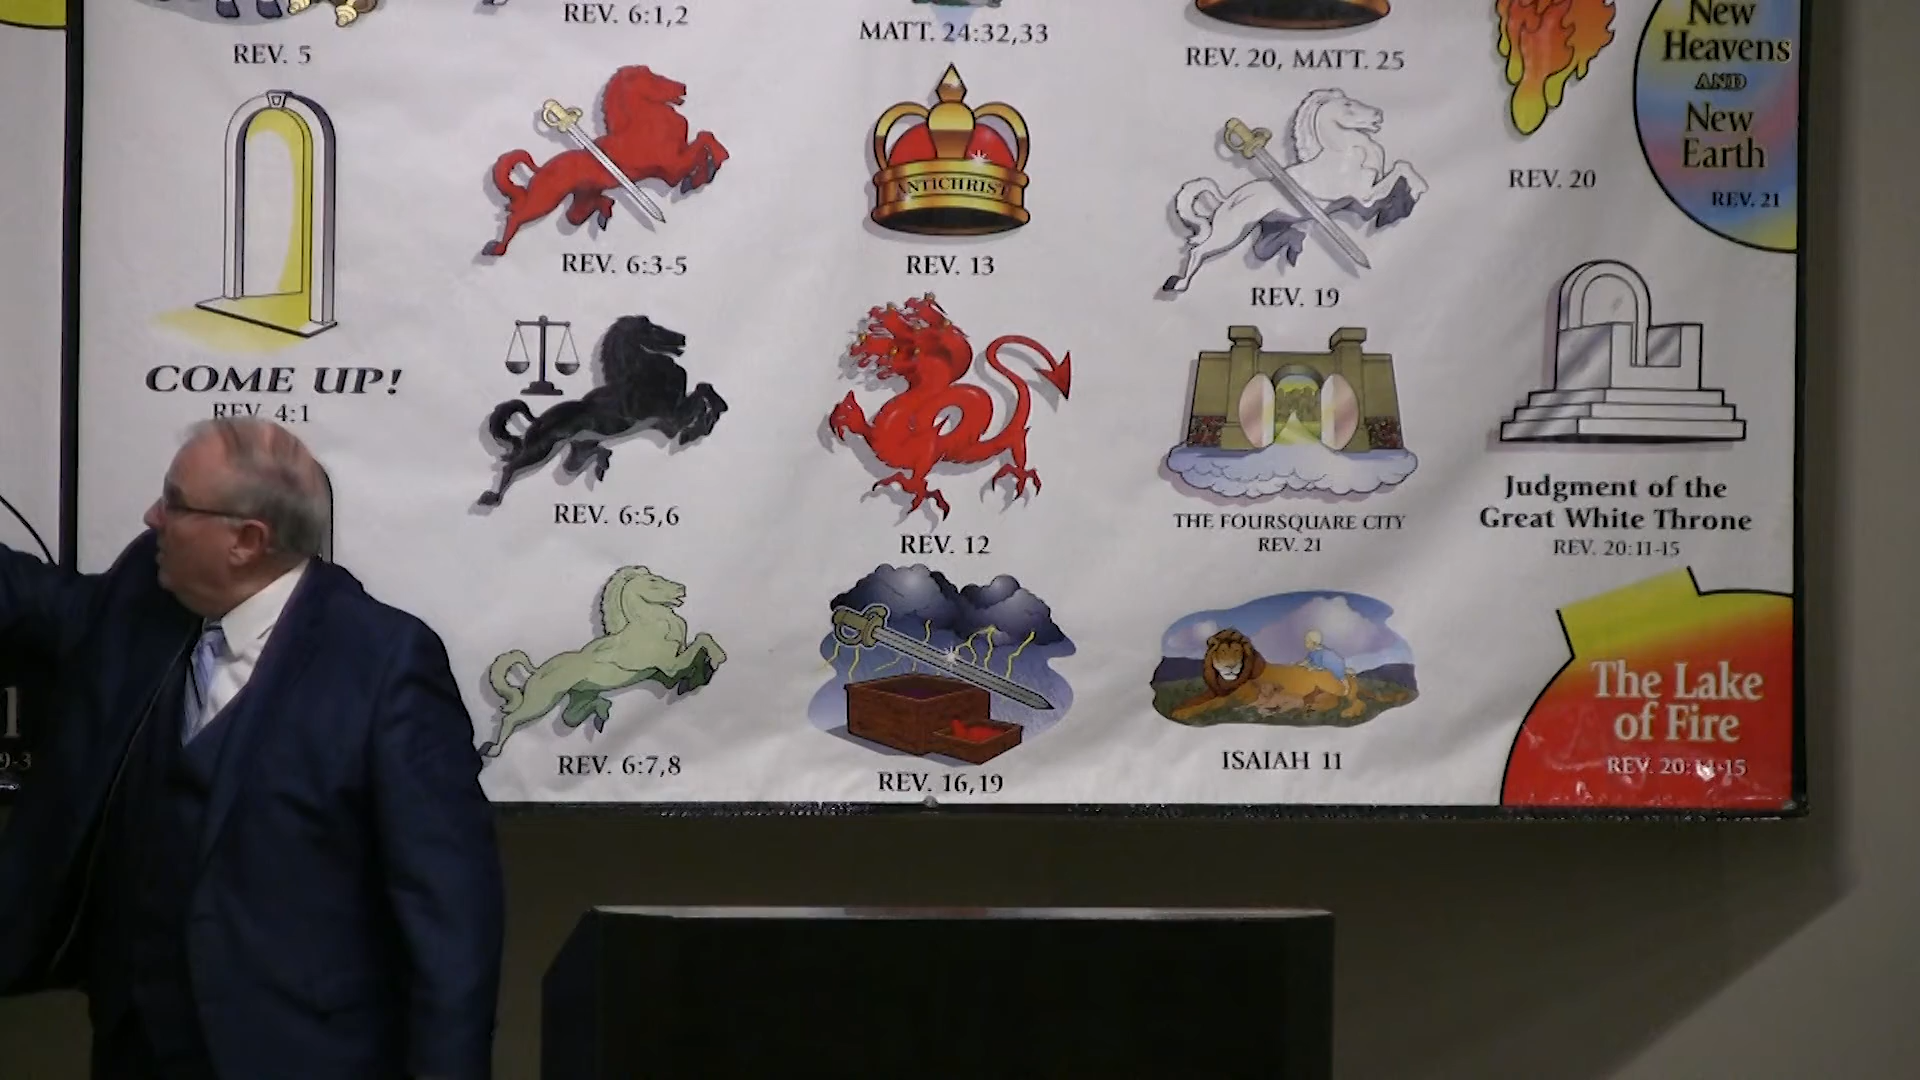 REV. 5
REV. 6:1,2
MATT. 24:32,33
REV. 20, MATT. 25
New
Heavens
AND
New
Earth
REV. 21
REV. 20
ANTICHRIST
REV. 6:3-5
REV. 13
REV. 19
COME UP!
REV. 4:1
REV. 6:5,6
REV. 12
THE FOURSQUARE CITY
REV. 21
Judgment of the
Great White Throne
REV. 20:11-15
REV. 6:7,8
REV. 16,19
ISAIAH 11
The Lake
of Fire
REV. 20:14-15